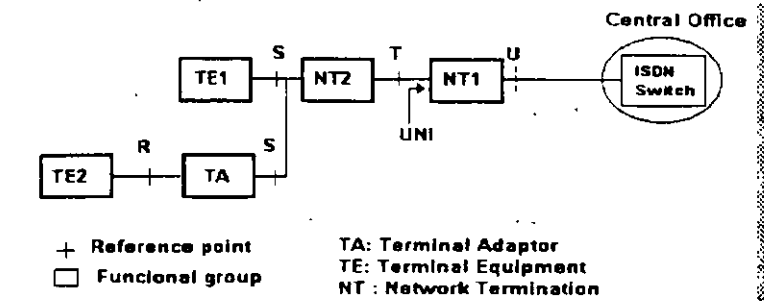 Central Office
S
T
U
TE1
NT2
NT1
ISDN
Switch
UNI
R
S
TE2
TA
Reference point
Funcional group
TA: Terminal Adaptor
TE: Terminal Equipment
NT : Network Termination